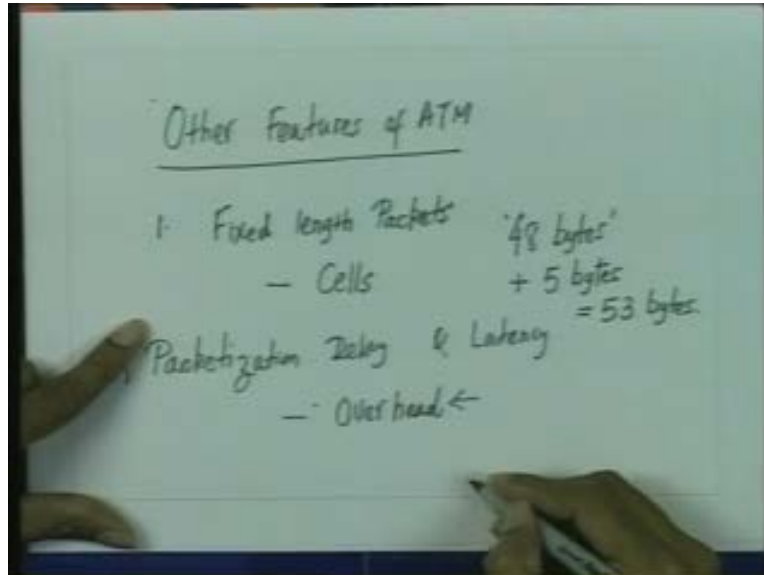 Other Features of ATM
1. Fixed length Packets '48 bytes'
– Cells + 5 bytes
= 53 bytes.
Packetization Delay & Latency
– Overhead ←